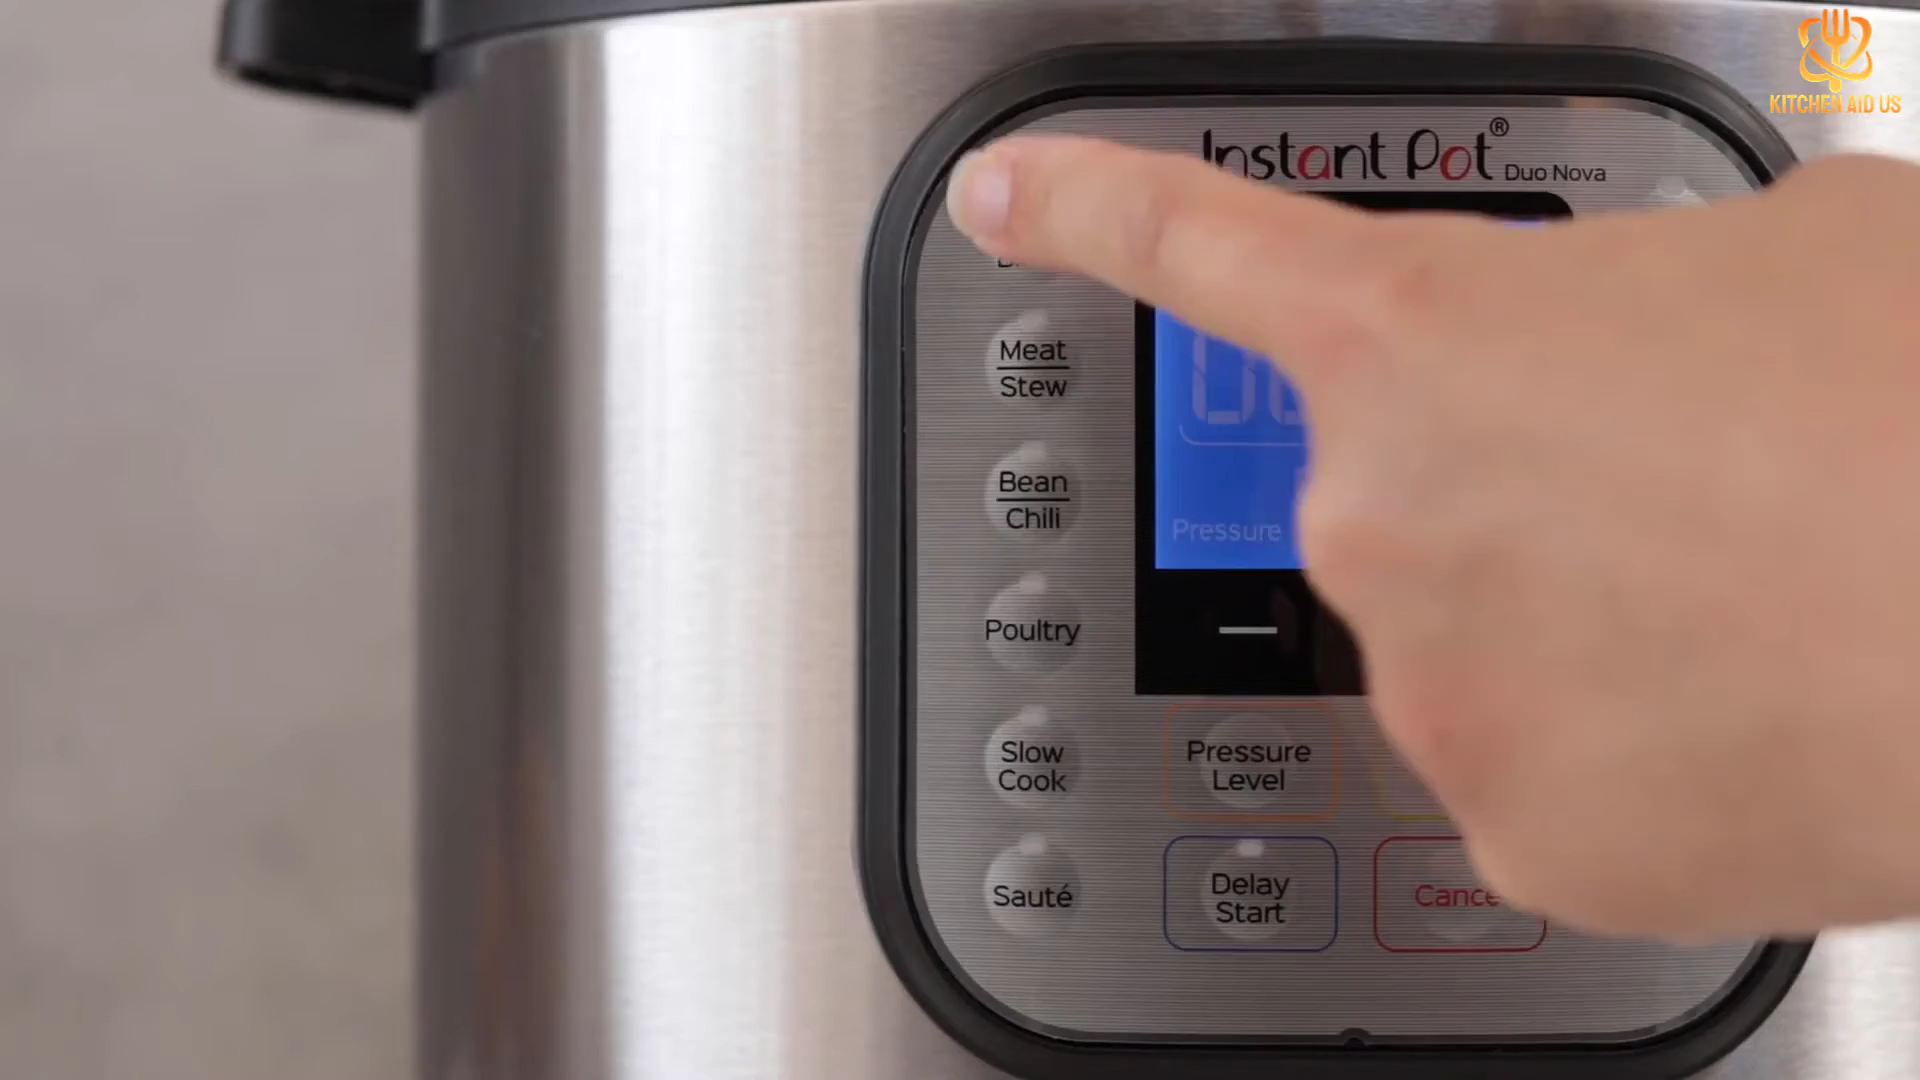 KITCHEN AID US
Instant Pot®
Duo Nova
Meat
Stew
Bean
Chili
Pressure
Poultry
Slow
Cook
Pressure
Level
Sauté
Delay
Start